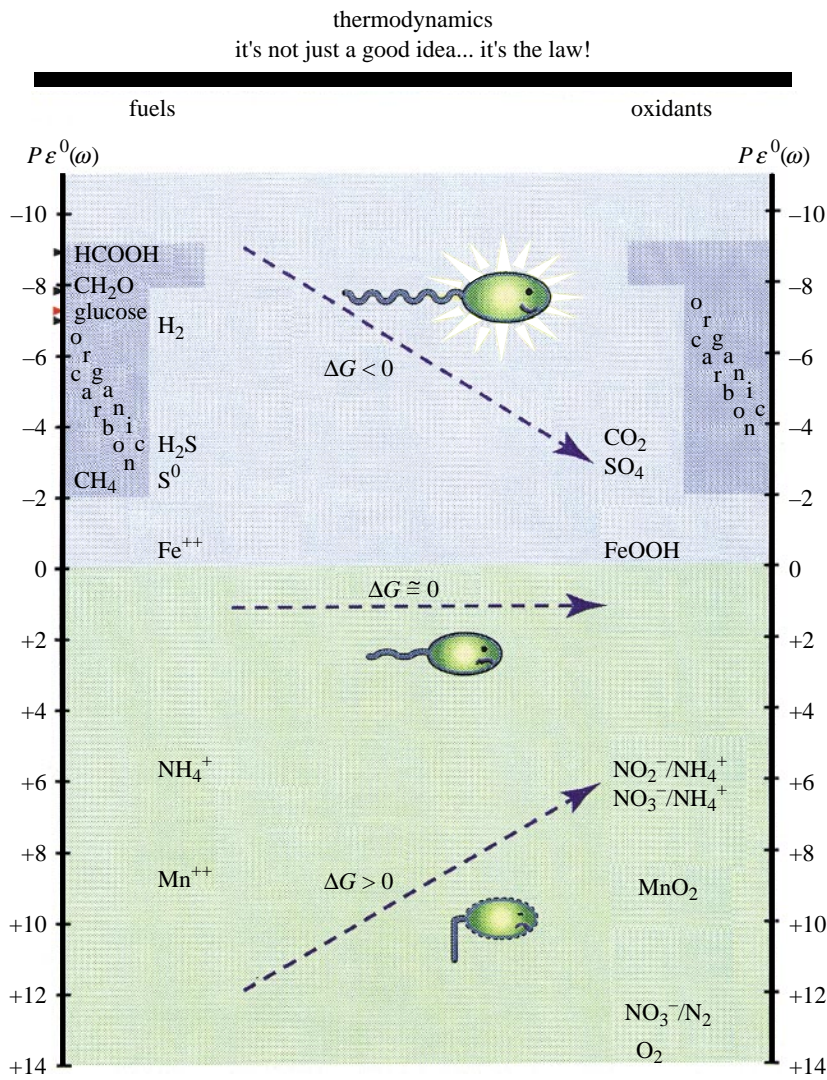 thermodynamics
it's not just a good idea... it's the law!
fuels oxidants
Pε⁰(ω) Pε⁰(ω)
–10 –10
HCOOH
–8 CH₂O –8
glucose
H₂
organic carbon
organic carbon
–6 –6
ΔG < 0
–4 –4
H₂S CO₂
CH₄ S⁰ SO₄
–2 –2
Fe⁺⁺ FeOOH
0 0
ΔG ≅ 0
+2 +2
+4 +4
NH₄⁺ NO₂⁻/NH₄⁺
+6 +6
NO₃⁻/NH₄⁺
+8 +8
Mn⁺⁺ ΔG > 0 MnO₂
+10 +10
+12 +12
NO₃⁻/N₂
O₂
+14 +14